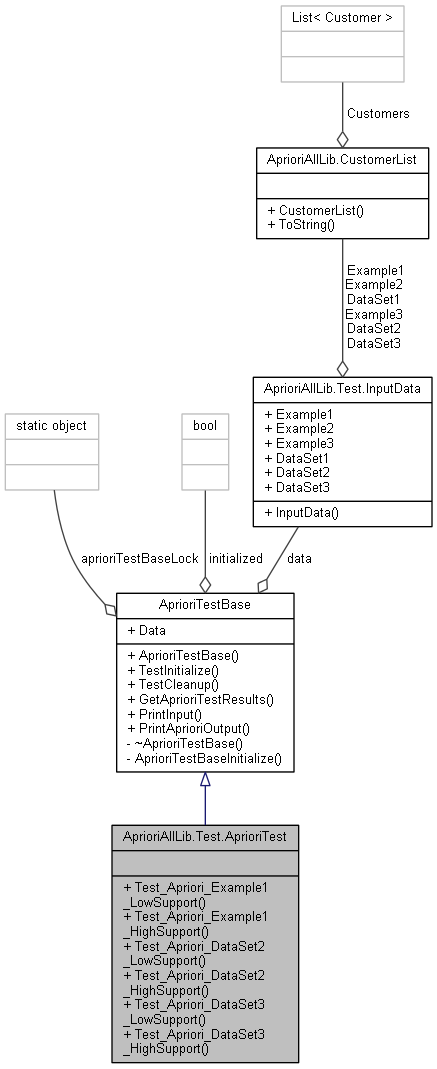 List< Customer >
Customers
AprioriAllLib.CustomerList
+ CustomerList()
+ ToString()
Example1
Example2
DataSet1
Example3
DataSet2
DataSet3
AprioriAllLib.Test.InputData
+ Example1
+ Example2
+ Example3
+ DataSet1
+ DataSet2
+ DataSet3
+ InputData()
static object
bool
aprioriTestBaseLock
initialized
data
AprioriTestBase
+ Data
+ AprioriTestBase()
+ TestInitialize()
+ TestCleanup()
+ GetAprioriTestResults()
+ PrintInput()
+ PrintAprioriOutput()
- ~AprioriTestBase()
- AprioriTestBaseInitialize()
AprioriAllLib.Test.AprioriTest
+ Test_Apriori_Example1
_LowSupport()
+ Test_Apriori_Example1
_HighSupport()
+ Test_Apriori_DataSet2
_LowSupport()
+ Test_Apriori_DataSet2
_HighSupport()
+ Test_Apriori_DataSet3
_LowSupport()
+ Test_Apriori_DataSet3
_HighSupport()